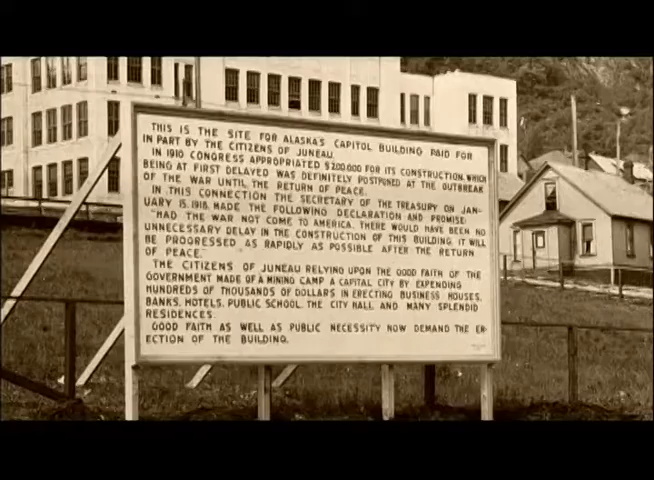 THIS IS THE SITE FOR ALASKA'S CAPITOL BUILDING PAID FOR
IN PART BY THE CITIZENS OF JUNEAU.
IN 1910 CONGRESS APPROPRIATED $200,000 FOR ITS CONSTRUCTION, WHICH
BEING AT FIRST DELAYED WAS DEFINITELY POSTPONED AT THE OUTBREAK
OF THE WAR UNTIL THE RETURN OF PEACE.
IN THIS CONNECTION THE SECRETARY OF THE TREASURY ON JAN-
UARY 15, 1918, MADE THE FOLLOWING DECLARATION AND PROMISE:
"HAD THE WAR NOT COME TO AMERICA, THERE WOULD HAVE BEEN NO
UNNECESSARY DELAY IN THE CONSTRUCTION OF THIS BUILDING, IT WILL
BE PROGRESSED AS RAPIDLY AS POSSIBLE AFTER THE RETURN
OF PEACE."
THE CITIZENS OF JUNEAU RELYING UPON THE GOOD FAITH OF THE
GOVERNMENT MADE OF A MINING CAMP A CAPITAL CITY BY EXPENDING
HUNDREDS OF THOUSANDS OF DOLLARS IN ERECTING BUSINESS HOUSES,
BANKS, HOTELS, PUBLIC SCHOOL, THE CITY HALL AND MANY SPLENDID
RESIDENCES.
GOOD FAITH AS WELL AS PUBLIC NECESSITY NOW DEMAND THE ER-
ECTION OF THE BUILDING.